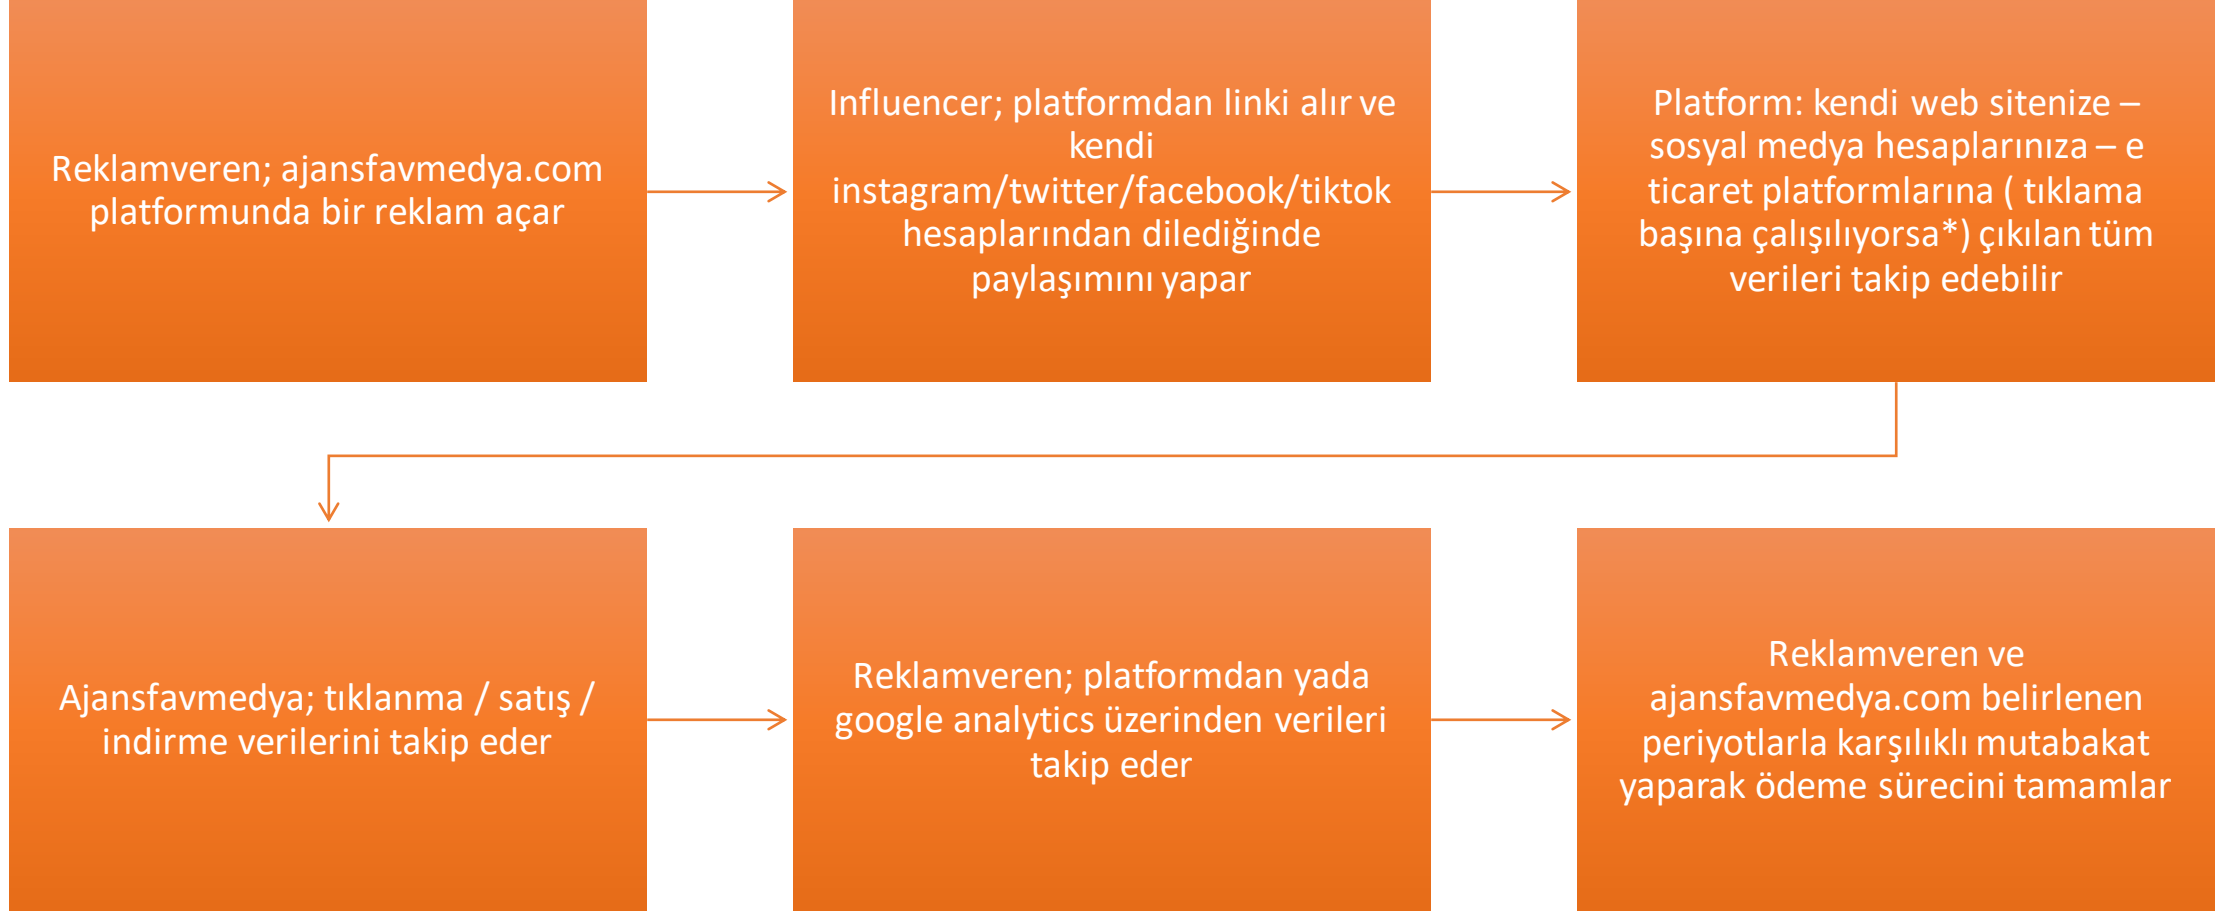 Reklamveren; ajansfavmedya.com
platformunda bir reklam açar
Influencer; platformdan linki alır ve
kendi
instagram/twitter/facebook/tiktok
hesaplarından dilediğinde
paylaşımını yapar
Platform: kendi web sitenize –
sosyal medya hesaplarınıza – e
ticaret platformlarına ( tıklama
başına çalışılıyorsa*) çıkılan tüm
verileri takip edebilir
Ajansfavmedya; tıklanma / satış /
indirme verilerini takip eder
Reklamveren; platformdan yada
google analytics üzerinden verileri
takip eder
Reklamveren ve
ajansfavmedya.com belirlenen
periyotlarla karşılıklı mutabakat
yaparak ödeme sürecini tamamlar